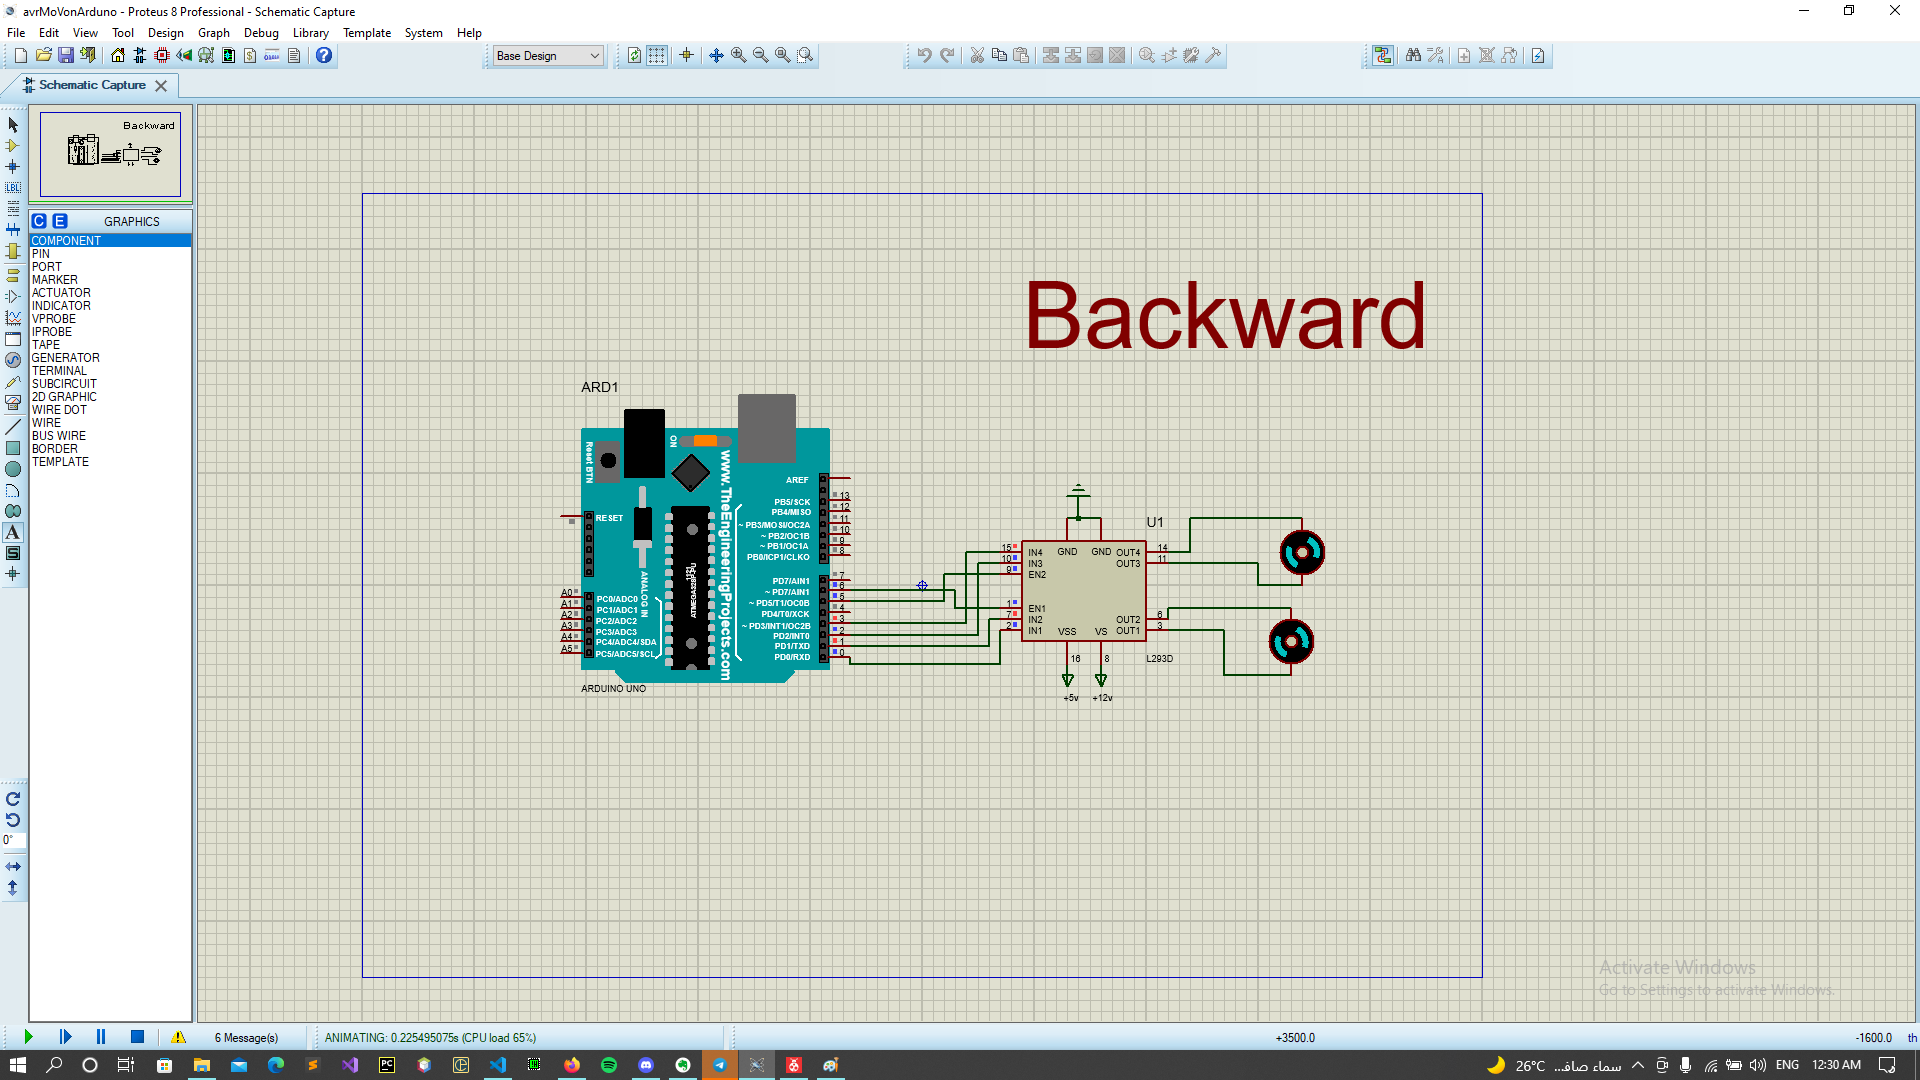 avrMoVonArduno - Proteus 8 Professional - Schematic Capture
File Edit View Tool Design Graph Debug Library Template System Help
Base Design
Schematic Capture
Backward
C E GRAPHICS
COMPONENT
PIN
PORT
MARKER
ACTUATOR
INDICATOR
VPROBE
IPROBE
TAPE
GENERATOR
TERMINAL
SUBCIRCUIT
2D GRAPHIC
WIRE DOT
WIRE
BUS WIRE
BORDER
TEMPLATE
LBL
A
S
0°
Backward
ARD1
Reset BTN
ON
www.TheEngineeringProjects.com
ANALOG IN
RESET
AREF
PB5/SCK 13
PB4/MISO 12
~ PB3/MOSI/OC2A 11
~ PB2/OC1B 10
~ PB1/OC1A 9
PB0/ICP1/CLKO 8
PD7/AIN1 7
~ PD7/AIN1 6
~ PD5/T1/OC0B 5
PD4/T0/XCK 4
~ PD3/INT1/OC2B 3
PD2/INT0 2
PD1/TXD 1
PD0/RXD 0
A0 PC0/ADC0
A1 PC1/ADC1
A2 PC2/ADC2
A3 PC3/ADC3
A4 PC4/ADC4/SDA
A5 PC5/ADC5/SCL
ARDUINO UNO
U1
GND GND
15 IN4 OUT4 14
10 IN3 OUT3 11
9 EN2
1 EN1
7 IN2 OUT2 6
2 IN1 OUT1 3
VSS VS
16 8
L293D
+5v +12v
Activate Windows
Go to Settings to activate Windows.
6 Message(s) ANIMATING: 0.225495075s (CPU load 65%) +3500.0 -1600.0 th
26°C سماء صافـ... ENG 12:30 AM